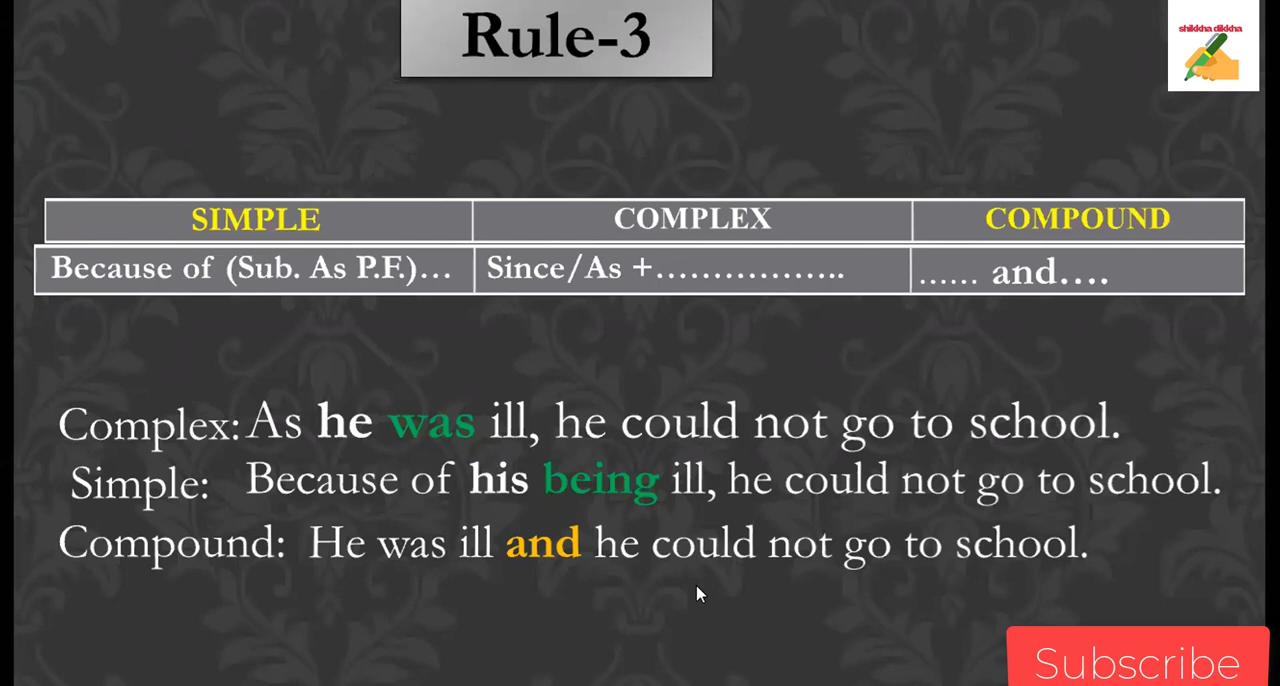 Rule-3
shikkha dikkha
SIMPLE COMPLEX COMPOUND
Because of (Sub. As P.F.)... Since/As +.................. ...... and....
Complex: As he was ill, he could not go to school.
Simple: Because of his being ill, he could not go to school.
Compound: He was ill and he could not go to school.
Subscribe